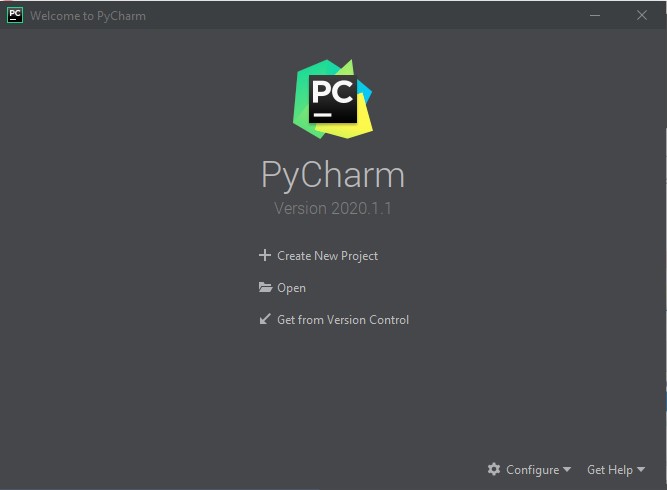 PC Welcome to PyCharm
PC
PyCharm
Version 2020.1.1
Create New Project
Open
Get from Version Control
Configure
Get Help